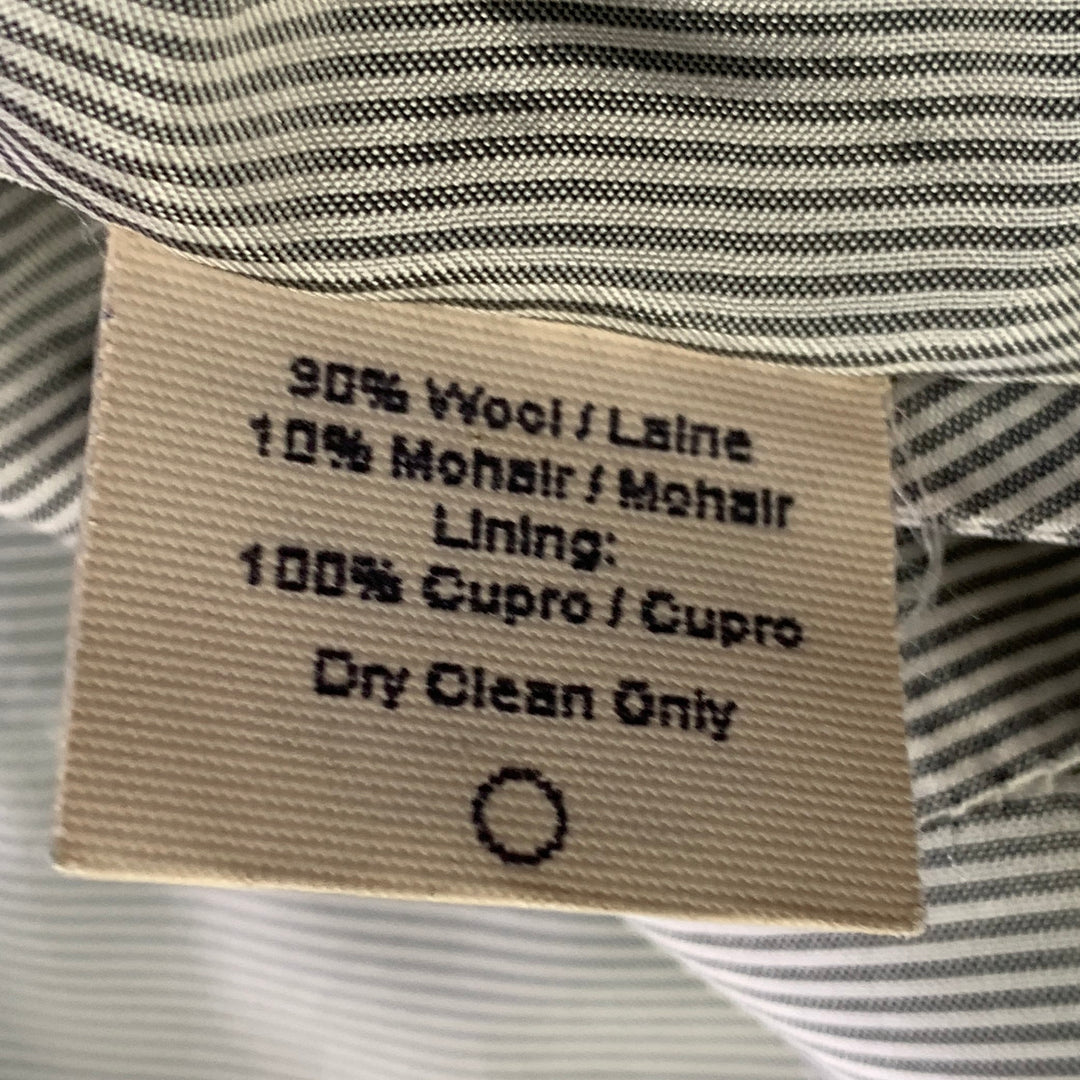 90% Wool / Laine
10% Mohair / Mohair
Lining:
100% Cupro / Cupro
Dry Clean Only